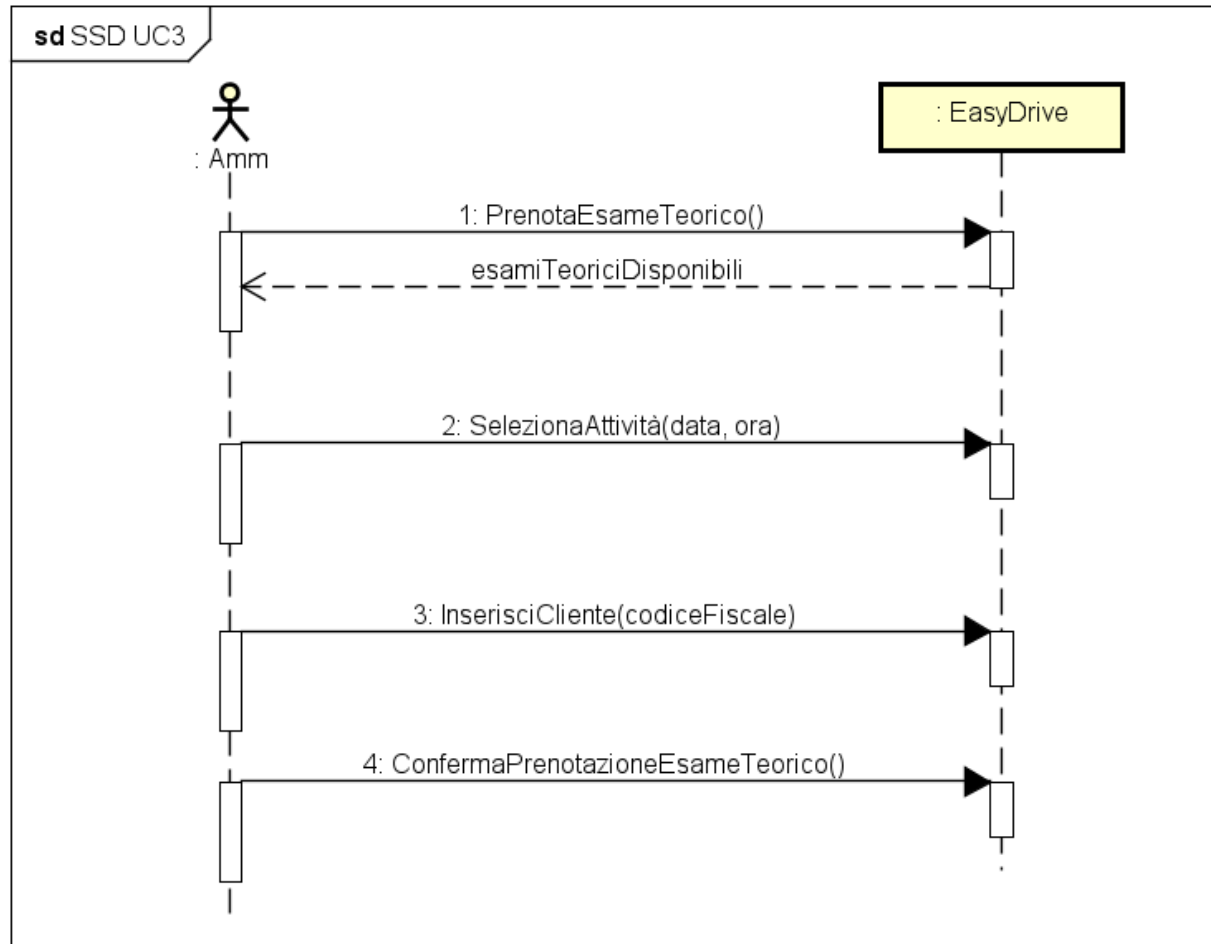 sd SSD UC3
: Amm
: EasyDrive
1: PrenotaEsameTeorico()
esamiTeoriciDisponibili
2: SelezionaAttività(data, ora)
3: InserisciCliente(codiceFiscale)
4: ConfermaPrenotazioneEsameTeorico()